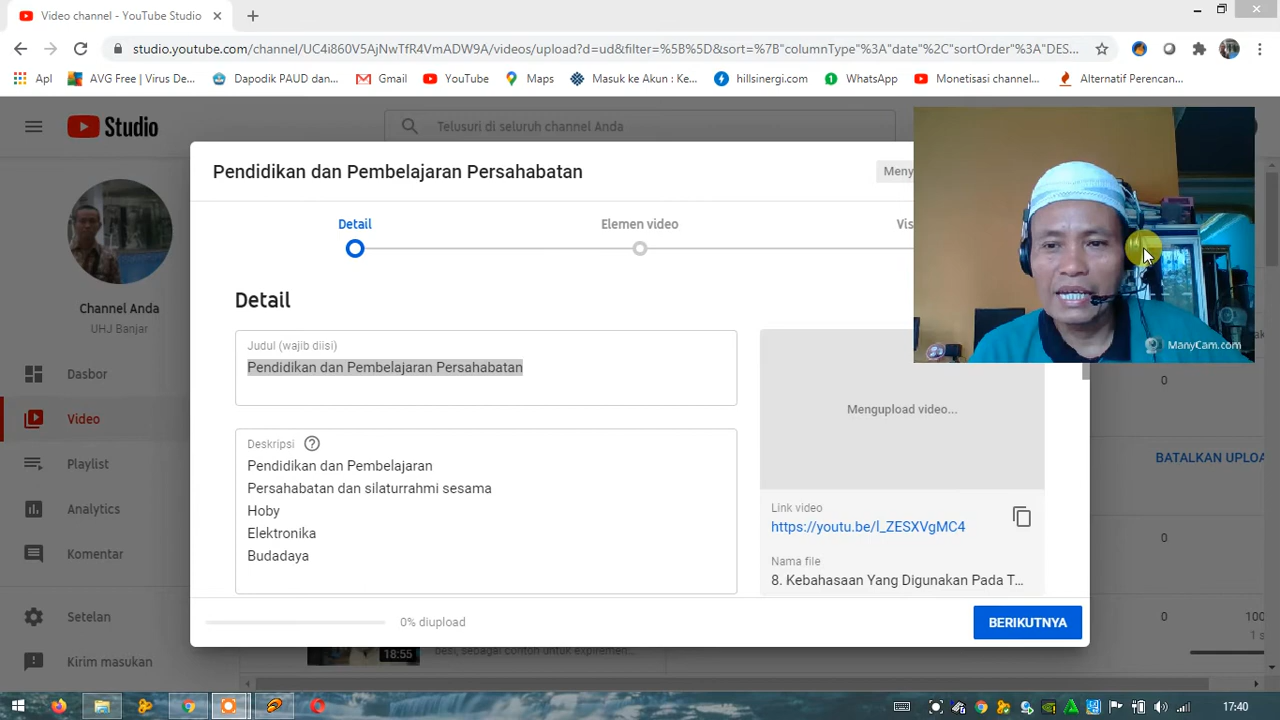 Video channel - YouTube Studio
studio.youtube.com/channel/UC4i860V5AjNwTfR4VmADW9A/videos/upload?d=ud&filter=%5B%5D&sort=%7B"columnType"%3A"date"%2C"sortOrder"%3A"DES...
Apl
AVG Free | Virus De...
Dapodik PAUD dan...
Gmail
YouTube
Maps
Masuk ke Akun : Ke...
hillsinergi.com
WhatsApp
Monetisasi channel...
Alternatif Perencan...
Studio
Telusuri di seluruh channel Anda
Pendidikan dan Pembelajaran Persahabatan
Meny
Detail
Elemen video
Vis
Channel Anda
UHJ Banjar
Detail
Judul (wajib diisi)
Pendidikan dan Pembelajaran Persahabatan
ManyCam.com
Dasbor
Video
Playlist
Analytics
Komentar
Setelan
Kirim masukan
Mengupload video...
Deskripsi
Pendidikan dan Pembelajaran
Persahabatan dan silaturrahmi sesama
Hoby
Elektronika
Budadaya
Link video
https://youtu.be/l_ZESXVgMC4
Nama file
8. Kebahasaan Yang Digunakan Pada T...
0
BATALKAN UPLOA
0
0
100
1 s
0% diupload
BERIKUTNYA
18:55
desi, sebagai contoh untuk expiremen...
17:40